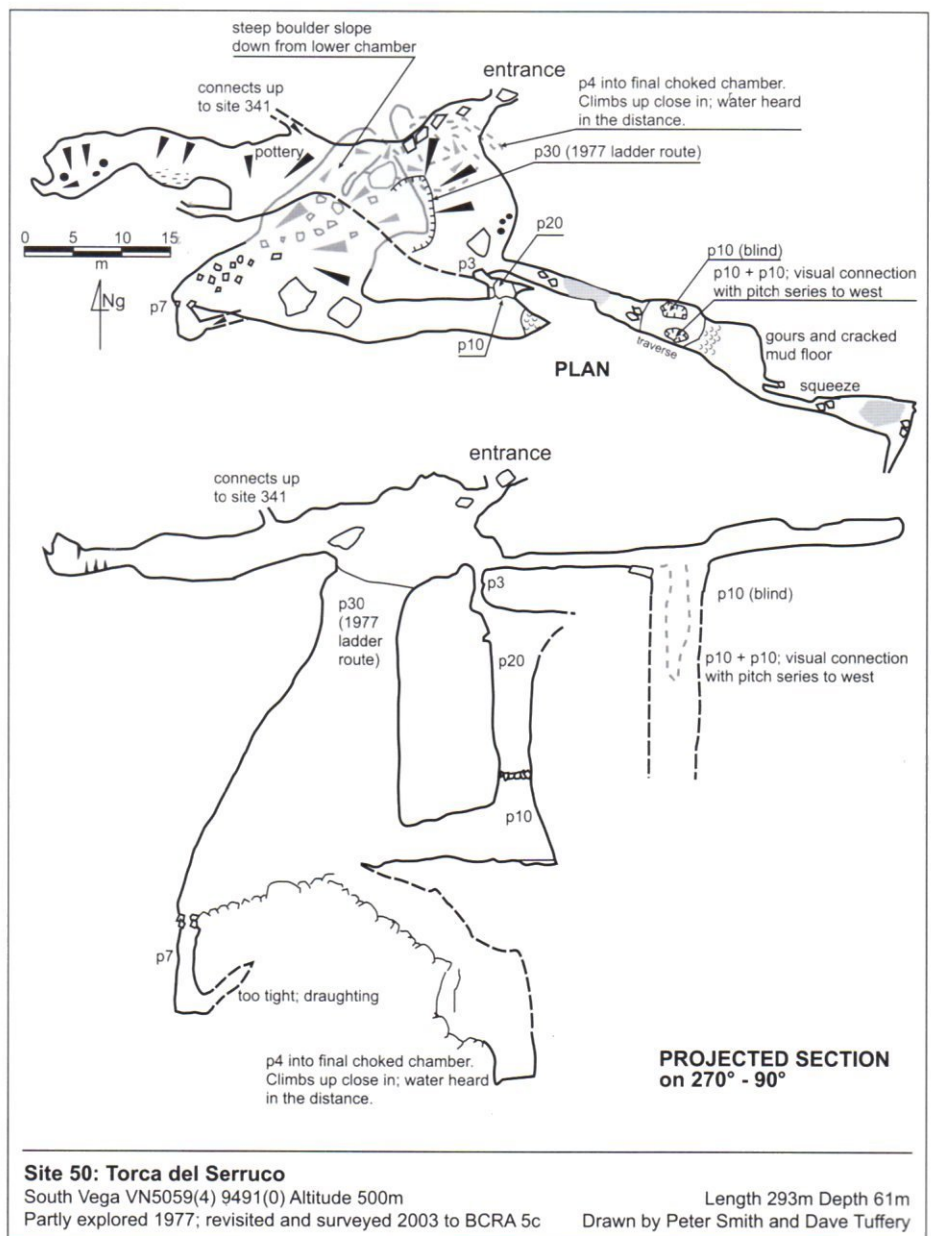 steep boulder slope
down from lower chamber
entrance
connects up
to site 341
p4 into final choked chamber.
Climbs up close in; water heard
in the distance.
pottery
p30 (1977 ladder route)
0 5 10 15
m
p20
p3
p10 (blind)
p10 + p10; visual connection
with pitch series to west
Ng
p7
p10
traverse
gours and cracked
mud floor
PLAN
squeeze
entrance
connects up
to site 341
p3
p30
(1977
ladder
route)
p10 (blind)
p20
p10 + p10; visual connection
with pitch series to west
p10
p7
too tight; draughting
p4 into final choked chamber.
Climbs up close in; water heard
in the distance.
PROJECTED SECTION
on 270° - 90°
Site 50: Torca del Serruco
South Vega VN5059(4) 9491(0) Altitude 500m
Length 293m Depth 61m
Partly explored 1977; revisited and surveyed 2003 to BCRA 5c
Drawn by Peter Smith and Dave Tuffery